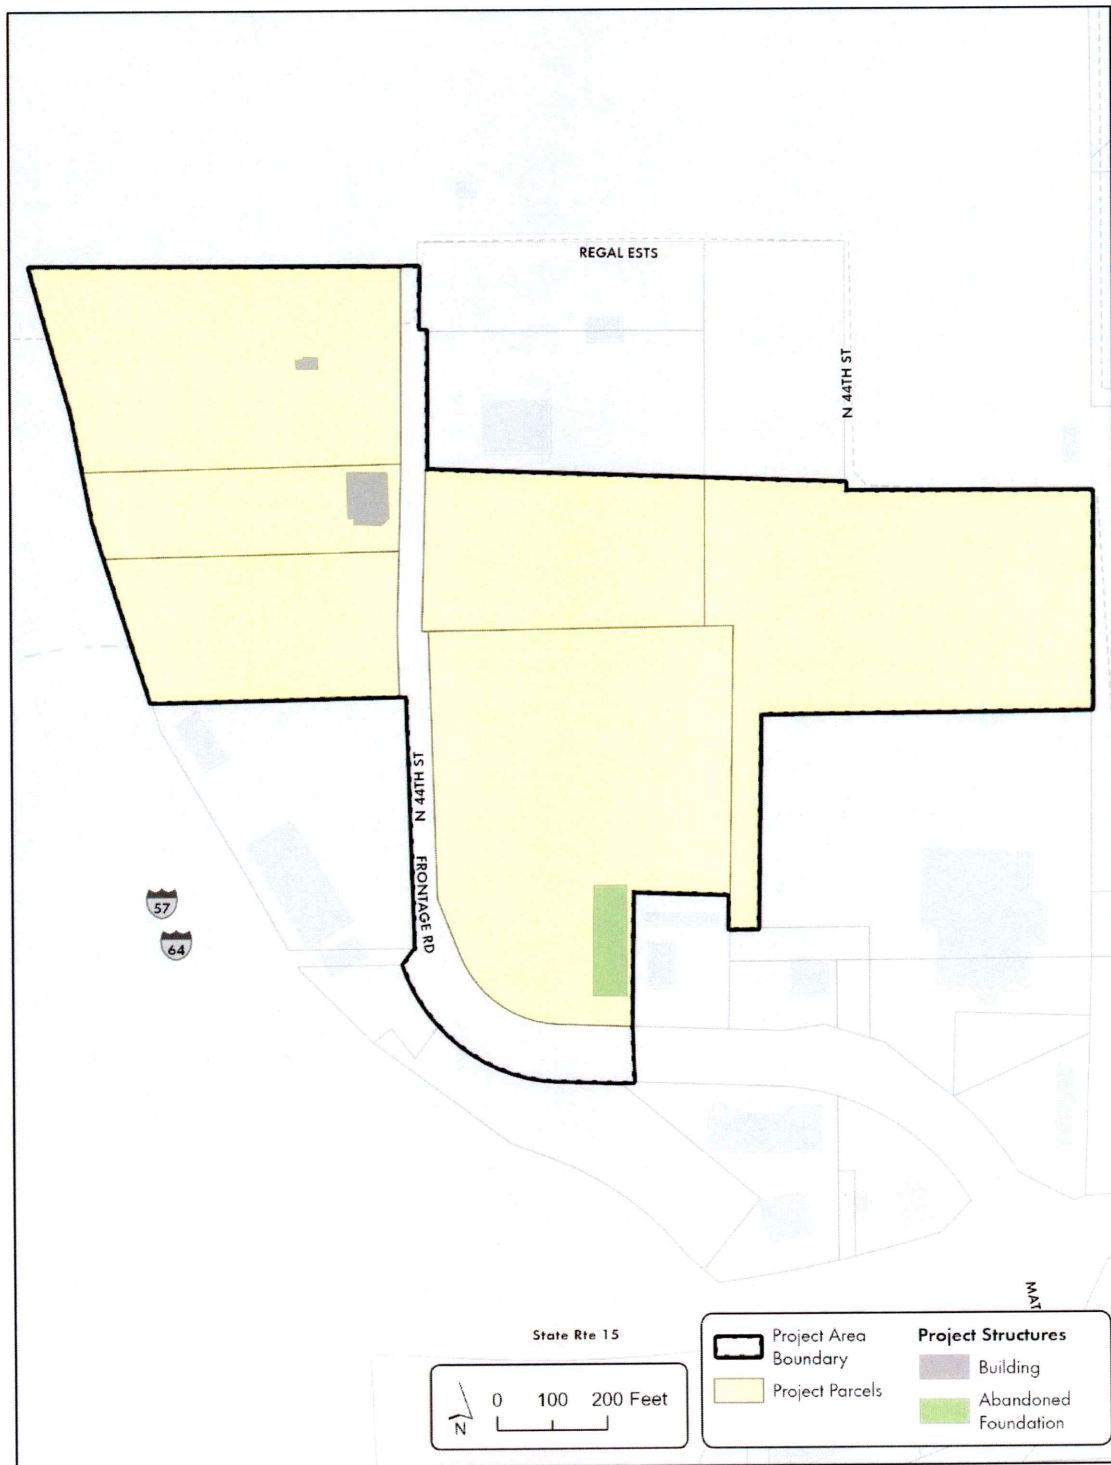 REGAL ESTS
N 44TH ST
N 44TH ST
FRONTAGE RD
57
64
MAT
State Rte 15
N
0 100 200 Feet
Project Area
Boundary
Project Parcels
Project Structures
Building
Abandoned
Foundation